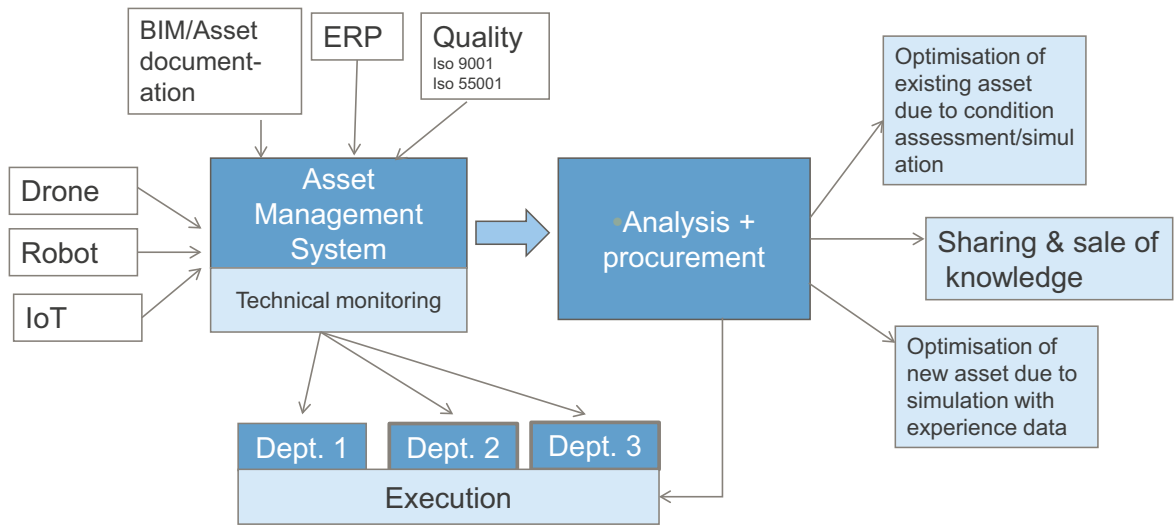 BIM/Asset
document-
ation
ERP
Quality
Iso 9001
Iso 55001
Drone
Robot
IoT
Asset
Management
System
Technical monitoring
•Analysis +
procurement
Optimisation of
existing asset
due to condition
assessment/simul
ation
Sharing & sale of
knowledge
Optimisation of
new asset due to
simulation with
experience data
Dept. 1
Dept. 2
Dept. 3
Execution